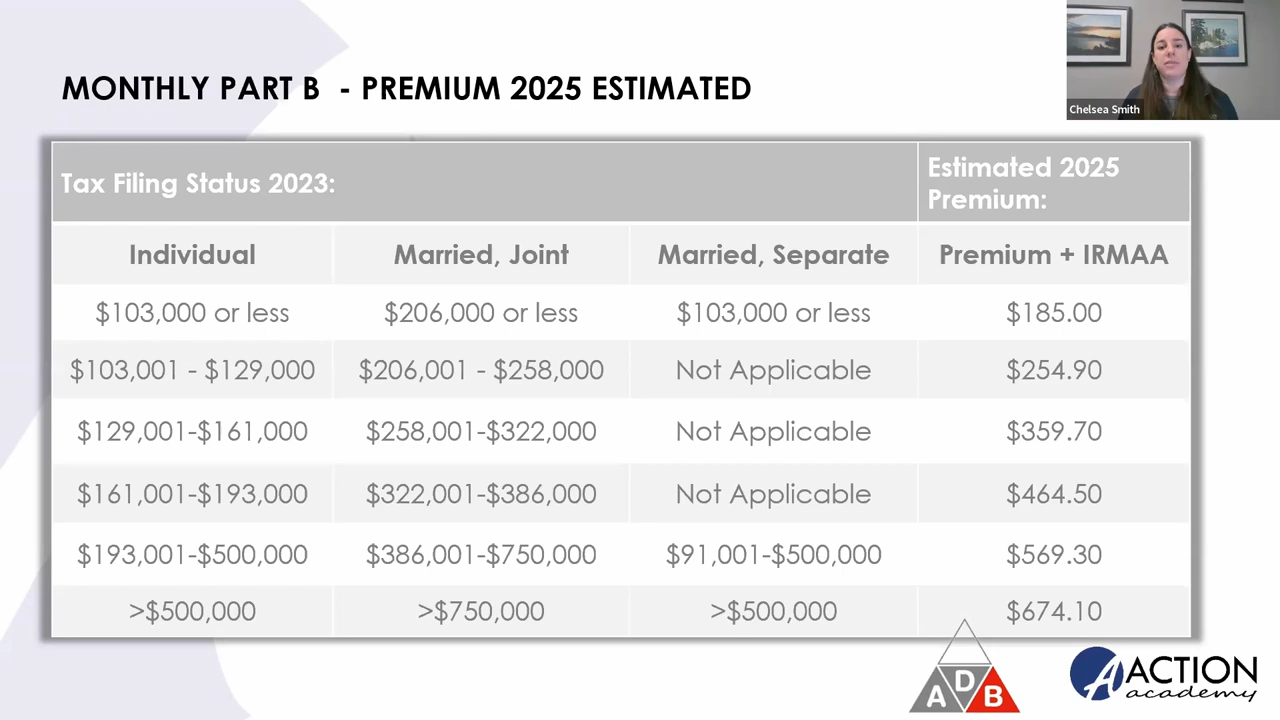 Chelsea Smith
MONTHLY PART B - PREMIUM 2025 ESTIMATED
Tax Filing Status 2023:
Estimated 2025
Premium:
Individual Married, Joint Married, Separate Premium + IRMAA
$103,000 or less $206,000 or less $103,000 or less $185.00
$103,001 - $129,000 $206,001 - $258,000 Not Applicable $254.90
$129,001-$161,000 $258,001-$322,000 Not Applicable $359.70
$161,001-$193,000 $322,001-$386,000 Not Applicable $464.50
$193,001-$500,000 $386,001-$750,000 $91,001-$500,000 $569.30
>$500,000 >$750,000 >$500,000 $674.10
A D B
A ACTION
academy